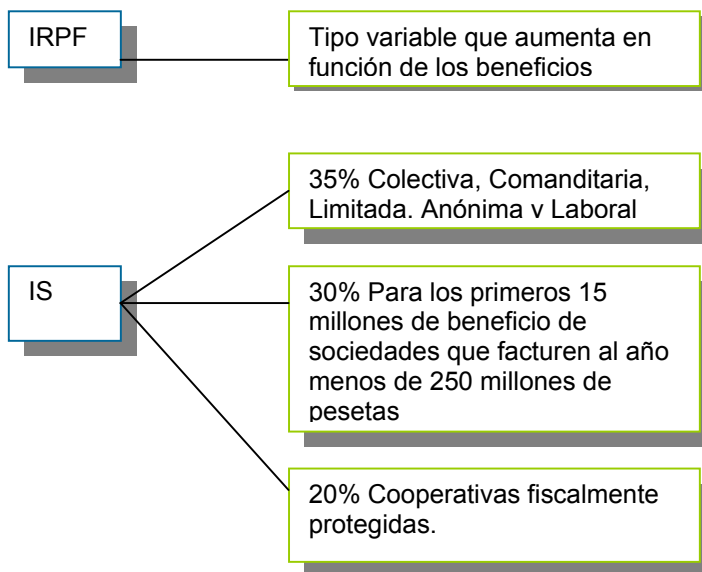 IRPF
Tipo variable que aumenta en
función de los beneficios
35% Colectiva, Comanditaria,
Limitada. Anónima y Laboral
IS
30% Para los primeros 15
millones de beneficio de
sociedades que facturen al año
menos de 250 millones de
pesetas
20% Cooperativas fiscalmente
protegidas.